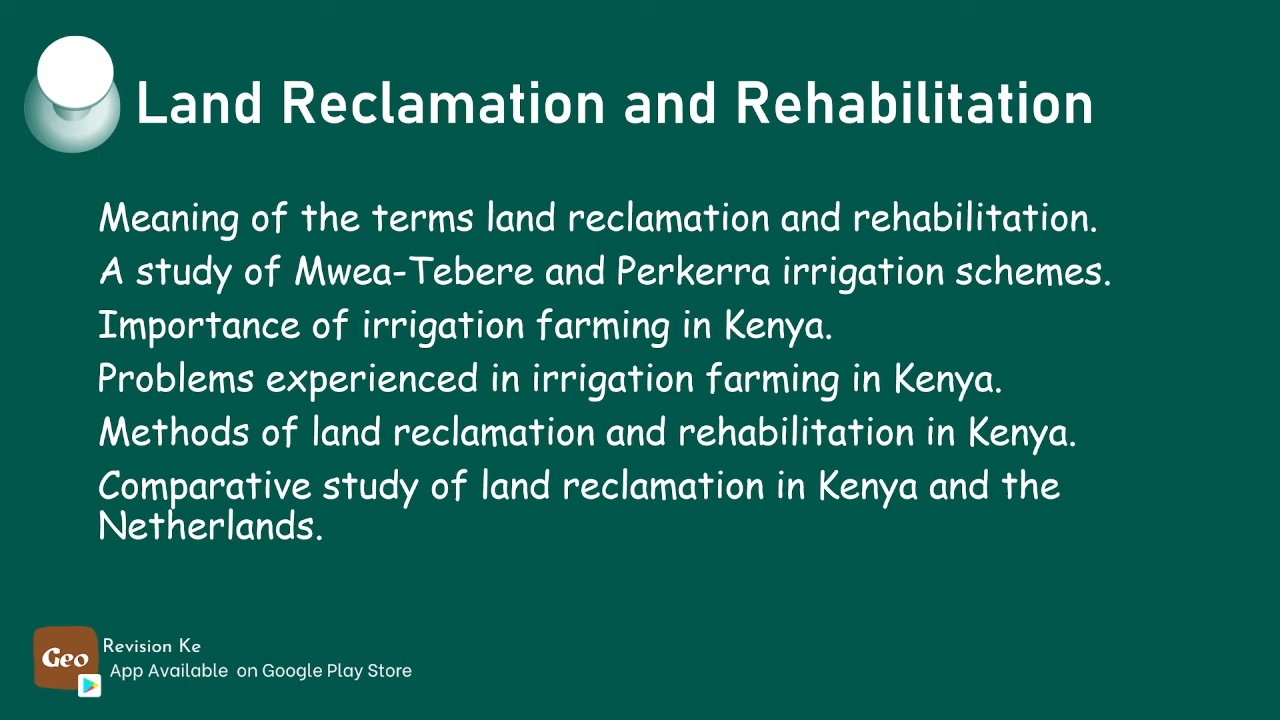 Land Reclamation and Rehabilitation
Meaning of the terms land reclamation and rehabilitation.
A study of Mwea-Tebere and Perkerra irrigation schemes.
Importance of irrigation farming in Kenya.
Problems experienced in irrigation farming in Kenya.
Methods of land reclamation and rehabilitation in Kenya.
Comparative study of land reclamation in Kenya and the
Netherlands.
Geo
Revision Ke
App Available on Google Play Store